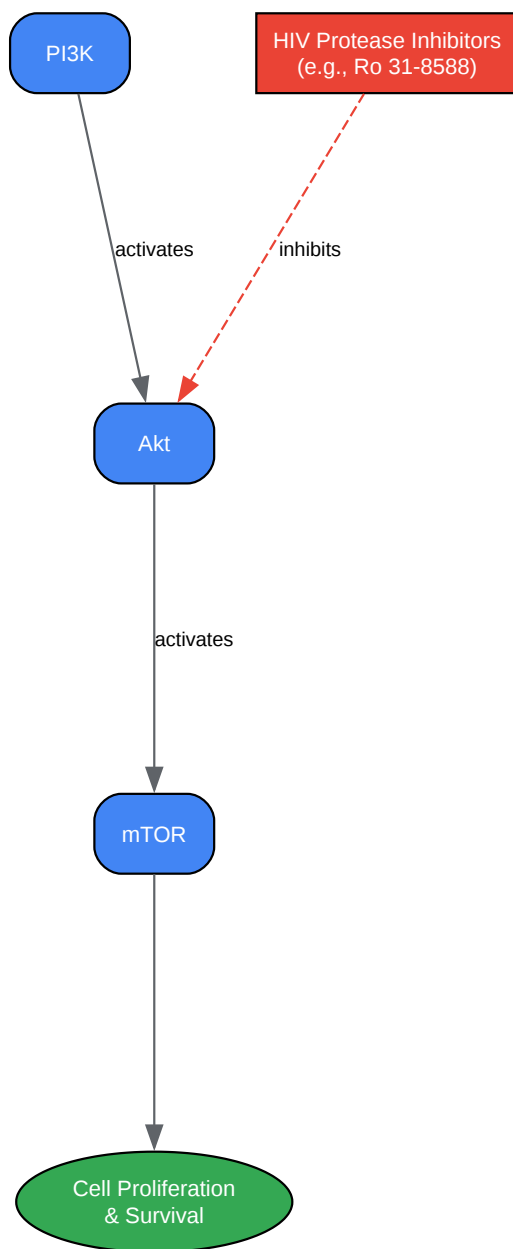 PI3K
HIV Protease Inhibitors
(e.g., Ro 31-8588)
activates
inhibits
Akt
activates
mTOR
Cell Proliferation
& Survival